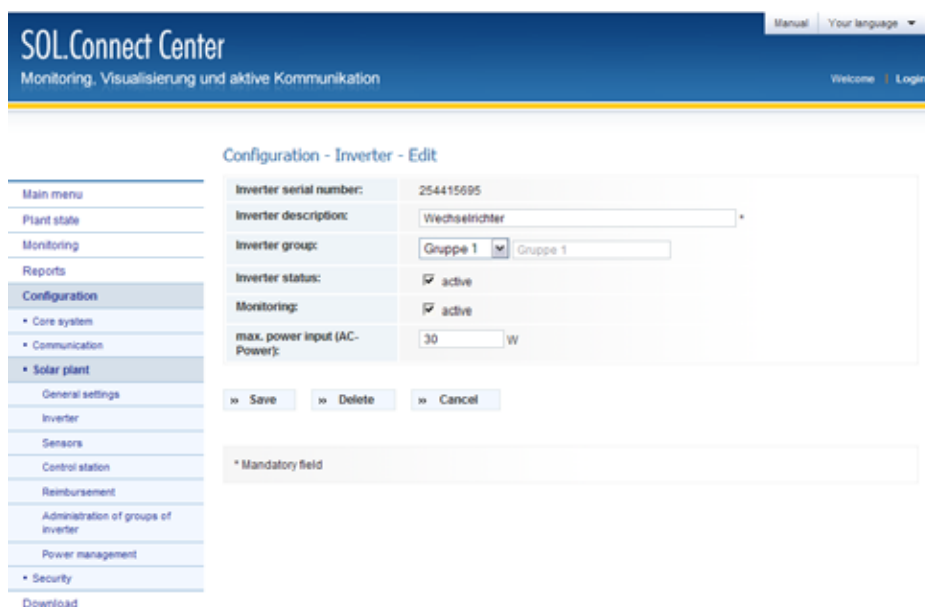 Manual Your language
SOL.Connect Center
Monitoring, Visualisierung und aktive Kommunikation
Welcome | Login
Configuration - Inverter - Edit
Main menu
Plant state
Monitoring
Reports
Configuration
• Core system
• Communication
• Solar plant
General settings
Inverter
Sensors
Control station
Reimbursement
Administration of groups of
inverter
Power management
• Security
Download
Inverter serial number: 254415695
Inverter description: Wechselrichter *
Inverter group: Gruppe 1 Gruppe 1
Inverter status: active
Monitoring: active
max. power input (AC-
Power): 30 W
» Save » Delete » Cancel
* Mandatory field